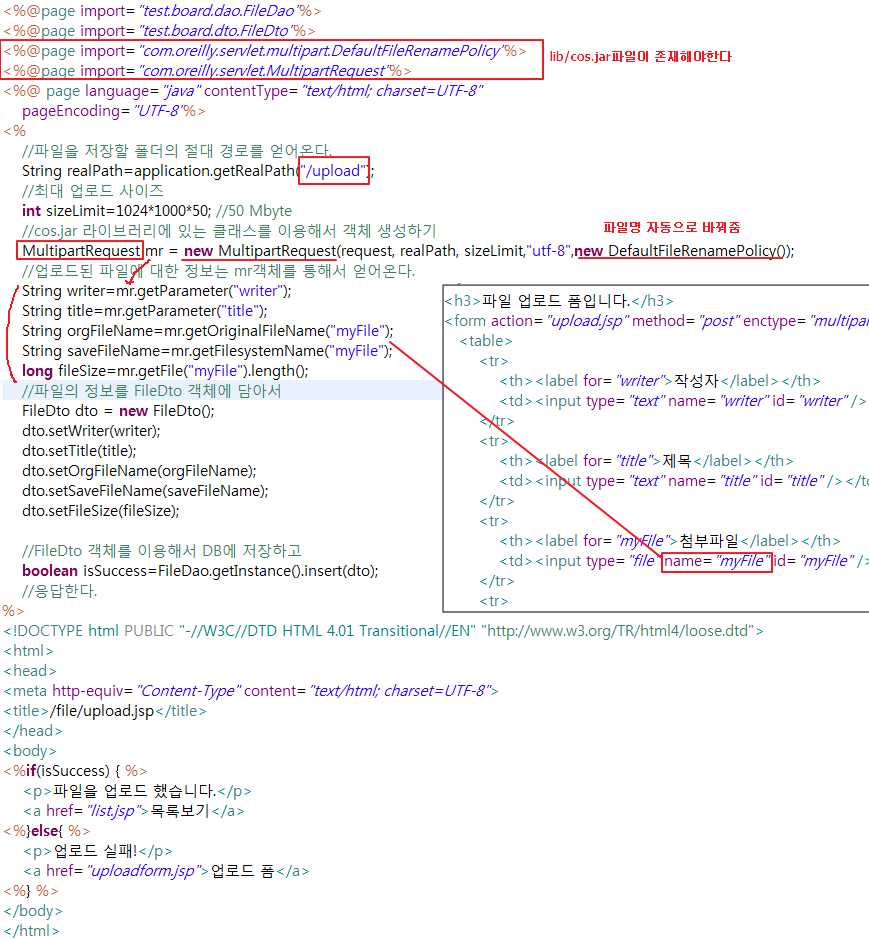 <%@page import="test.board.dao.FileDao"%>
<%@page import="test.board.dto.FileDto"%>
<%@page import="com.oreilly.servlet.multipart.DefaultFileRenamePolicy"%>
lib/cos.jar파일이 존재해야한다
<%@page import="com.oreilly.servlet.MultipartRequest"%>
<%@ page language="java" contentType="text/html; charset=UTF-8"
pageEncoding="UTF-8"%>
<%
//파일을 저장할 폴더의 절대 경로를 얻어온다.
String realPath=application.getRealPath("/upload");
//최대 업로드 사이즈
int sizeLimit=1024*1000*50; //50 Mbyte
//cos.jar 라이브러리에 있는 클래스를 이용해서 객체 생성하기
파일명 자동으로 바꿔줌
MultipartRequest mr = new MultipartRequest(request, realPath, sizeLimit,"utf-8",new DefaultFileRenamePolicy());
//업로드된 파일에 대한 정보는 mr객체를 통해서 얻어온다.
String writer=mr.getParameter("writer");
String title=mr.getParameter("title");
String orgFileName=mr.getOriginalFileName("myFile");
String saveFileName=mr.getFilesystemName("myFile");
long fileSize=mr.getFile("myFile").length();
//파일의 정보를 FileDto 객체에 담아서
FileDto dto = new FileDto();
dto.setWriter(writer);
dto.setTitle(title);
dto.setOrgFileName(orgFileName);
dto.setSaveFileName(saveFileName);
dto.setFileSize(fileSize);
//FileDto 객체를 이용해서 DB에 저장하고
boolean isSuccess=FileDao.getInstance().insert(dto);
//응답한다.
%>
<h3>파일 업로드 폼입니다.</h3>
<form action="upload.jsp" method="post" enctype="multipar
<table>
<tr>
<th><label for="writer">작성자</label></th>
<td><input type="text" name="writer" id="writer"/>
</tr>
<tr>
<th><label for="title">제목</label></th>
<td><input type="text" name="title" id="title"/></td
</tr>
<tr>
<th><label for="myFile">첨부파일</label></th>
<td><input type="file" name="myFile" id="myFile"/>
</tr>
<tr>
<!DOCTYPE html PUBLIC "-//W3C//DTD HTML 4.01 Transitional//EN" "http://www.w3.org/TR/html4/loose.dtd">
<html>
<head>
<meta http-equiv="Content-Type" content="text/html; charset=UTF-8">
<title>/file/upload.jsp</title>
</head>
<body>
<%if(isSuccess) { %>
<p>파일을 업로드 했습니다.</p>
<a href="list.jsp">목록보기</a>
<%}else{ %>
<p>업로드 실패!</p>
<a href="uploadform.jsp">업로드 폼</a>
<%} %>
</body>
</html>